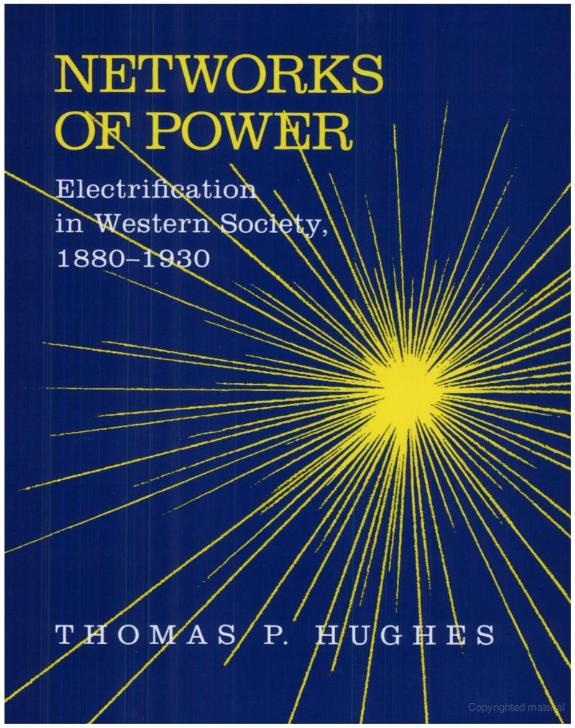 NETWORKS
OF POWER
Electrification
in Western Society,
1880–1930
THOMAS P. HUGHES
Copyrighted material